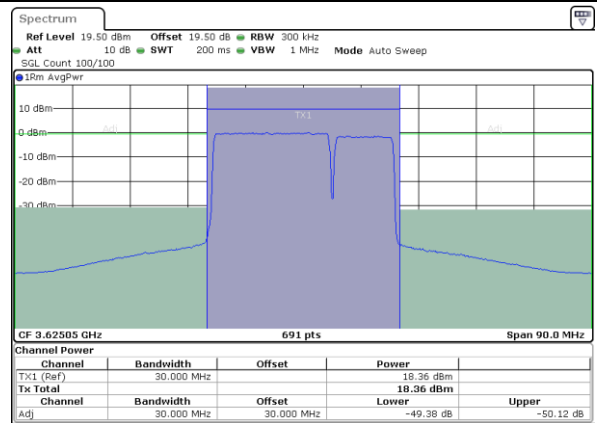 Spectrum
Ref Level 19.50 dBm Offset 19.50 dB RBW 300 kHz
Att 10 dB SWT 200 ms VBW 1 MHz Mode Auto Sweep
SGL Count 100/100
1Rm AvgPwr
10 dBm
TX1
0 dBm
Adj
Adj
-10 dBm
-20 dBm
-30 dBm
CF 3.62505 GHz 691 pts Span 90.0 MHz
Channel Power
Channel Bandwidth Offset Power
TX1 (Ref) 30.000 MHz 18.36 dBm
Tx Total 18.36 dBm
Channel Bandwidth Offset Lower Upper
Adj 30.000 MHz 30.000 MHz -49.38 dB -50.12 dB